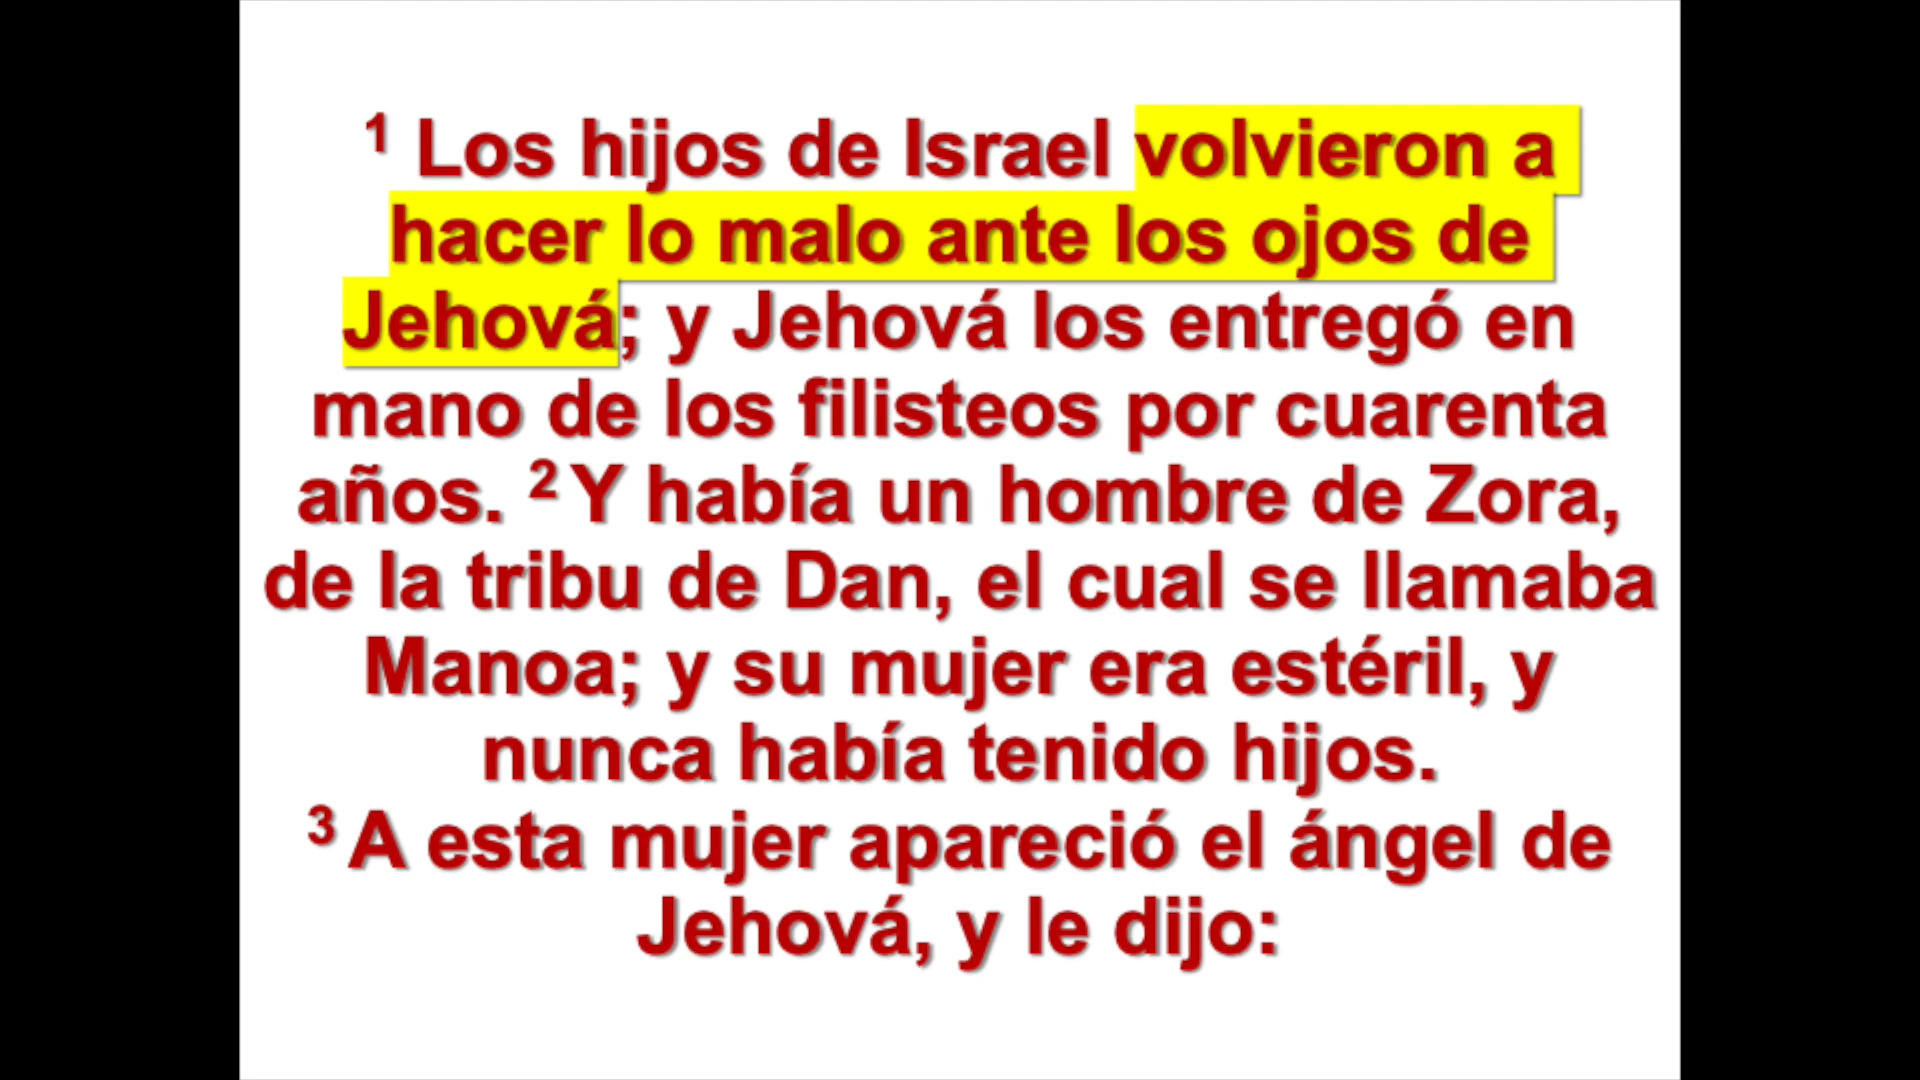 1 Los hijos de Israel volvieron a
hacer lo malo ante los ojos de
Jehová; y Jehová los entregó en
mano de los filisteos por cuarenta
años. 2 Y había un hombre de Zora,
de la tribu de Dan, el cual se llamaba
Manoa; y su mujer era estéril, y
nunca había tenido hijos.
3 A esta mujer apareció el ángel de
Jehová, y le dijo: